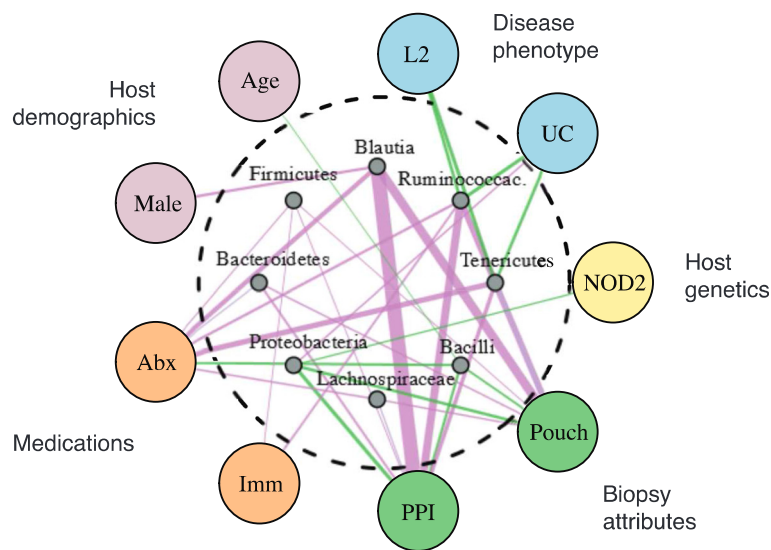 Disease
phenotype
L2
Age
Host
demographics
UC
Blautia
Firmicutes
Ruminococcac.
Male
Bacteroidetes
Tenericutes
NOD2
Host
genetics
Proteobacteria
Bacilli
Abx
Lachnospiraceae
Medications
Pouch
Imm
PPI
Biopsy
attributes